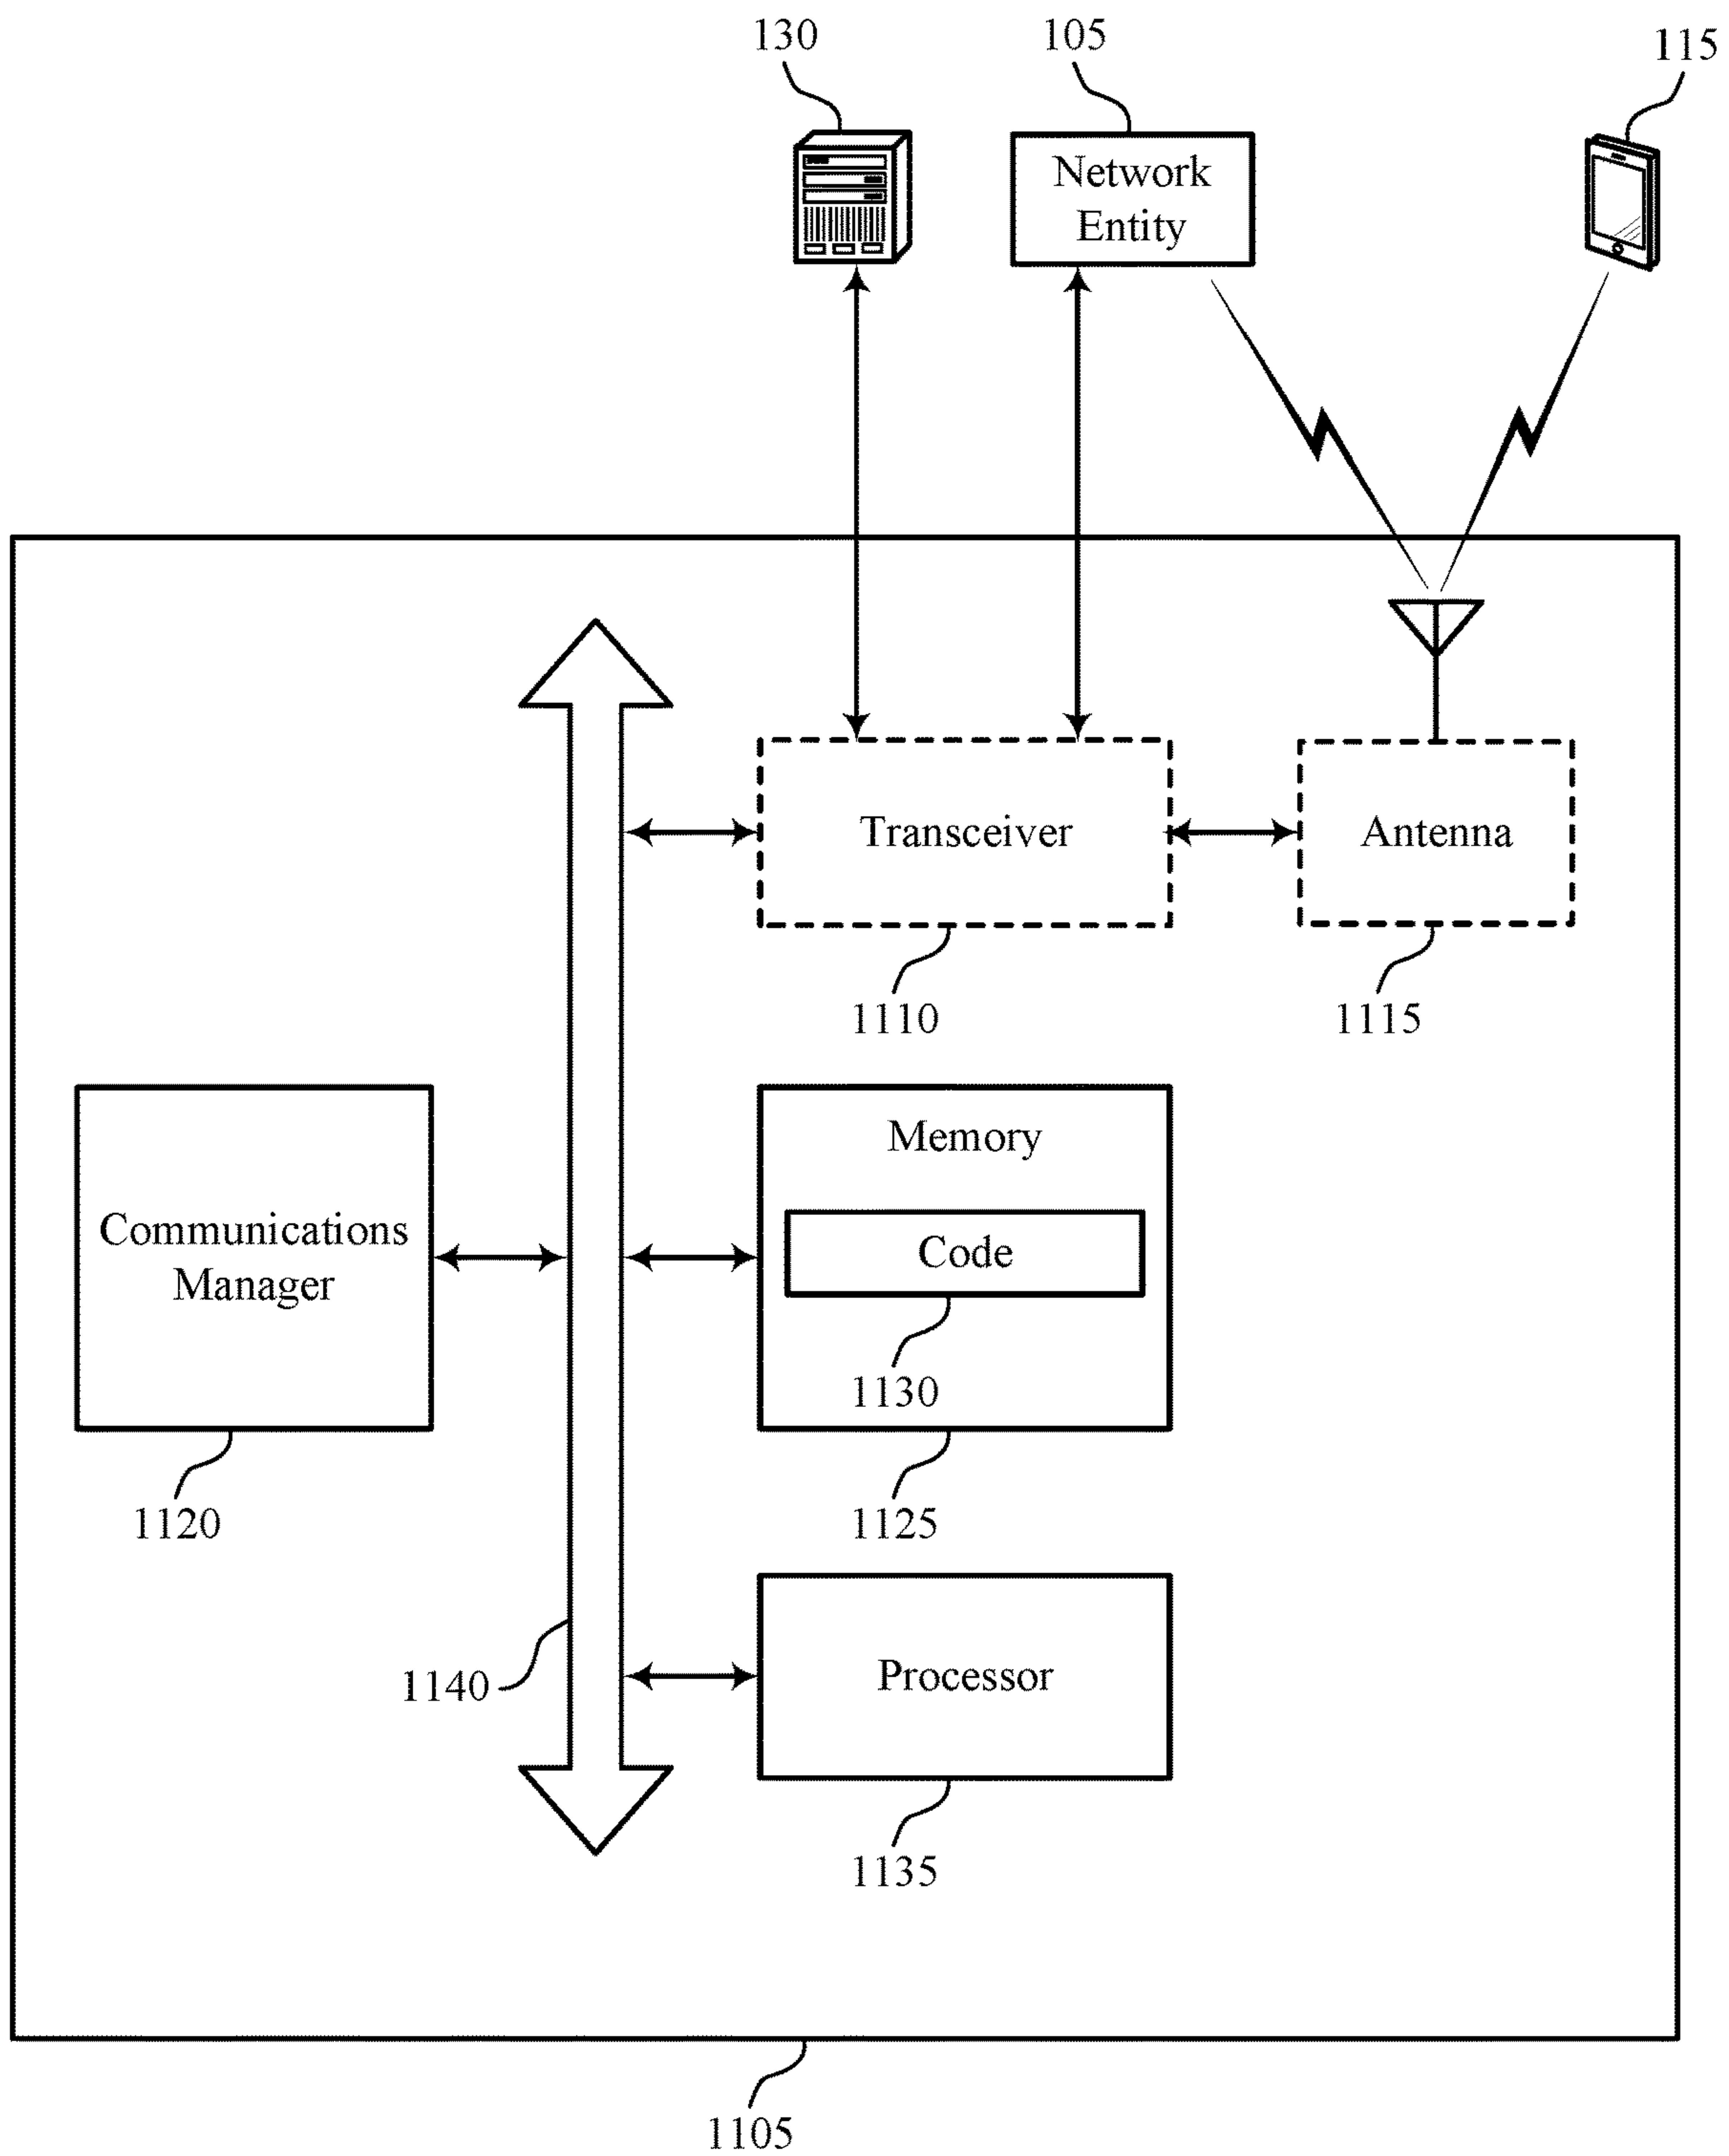 130
105
115
Network
Entity
Transceiver
Antenna
1110
1115
Communications
Manager
Memory
Code
1130
1120
1125
Processor
1140
1135
1105